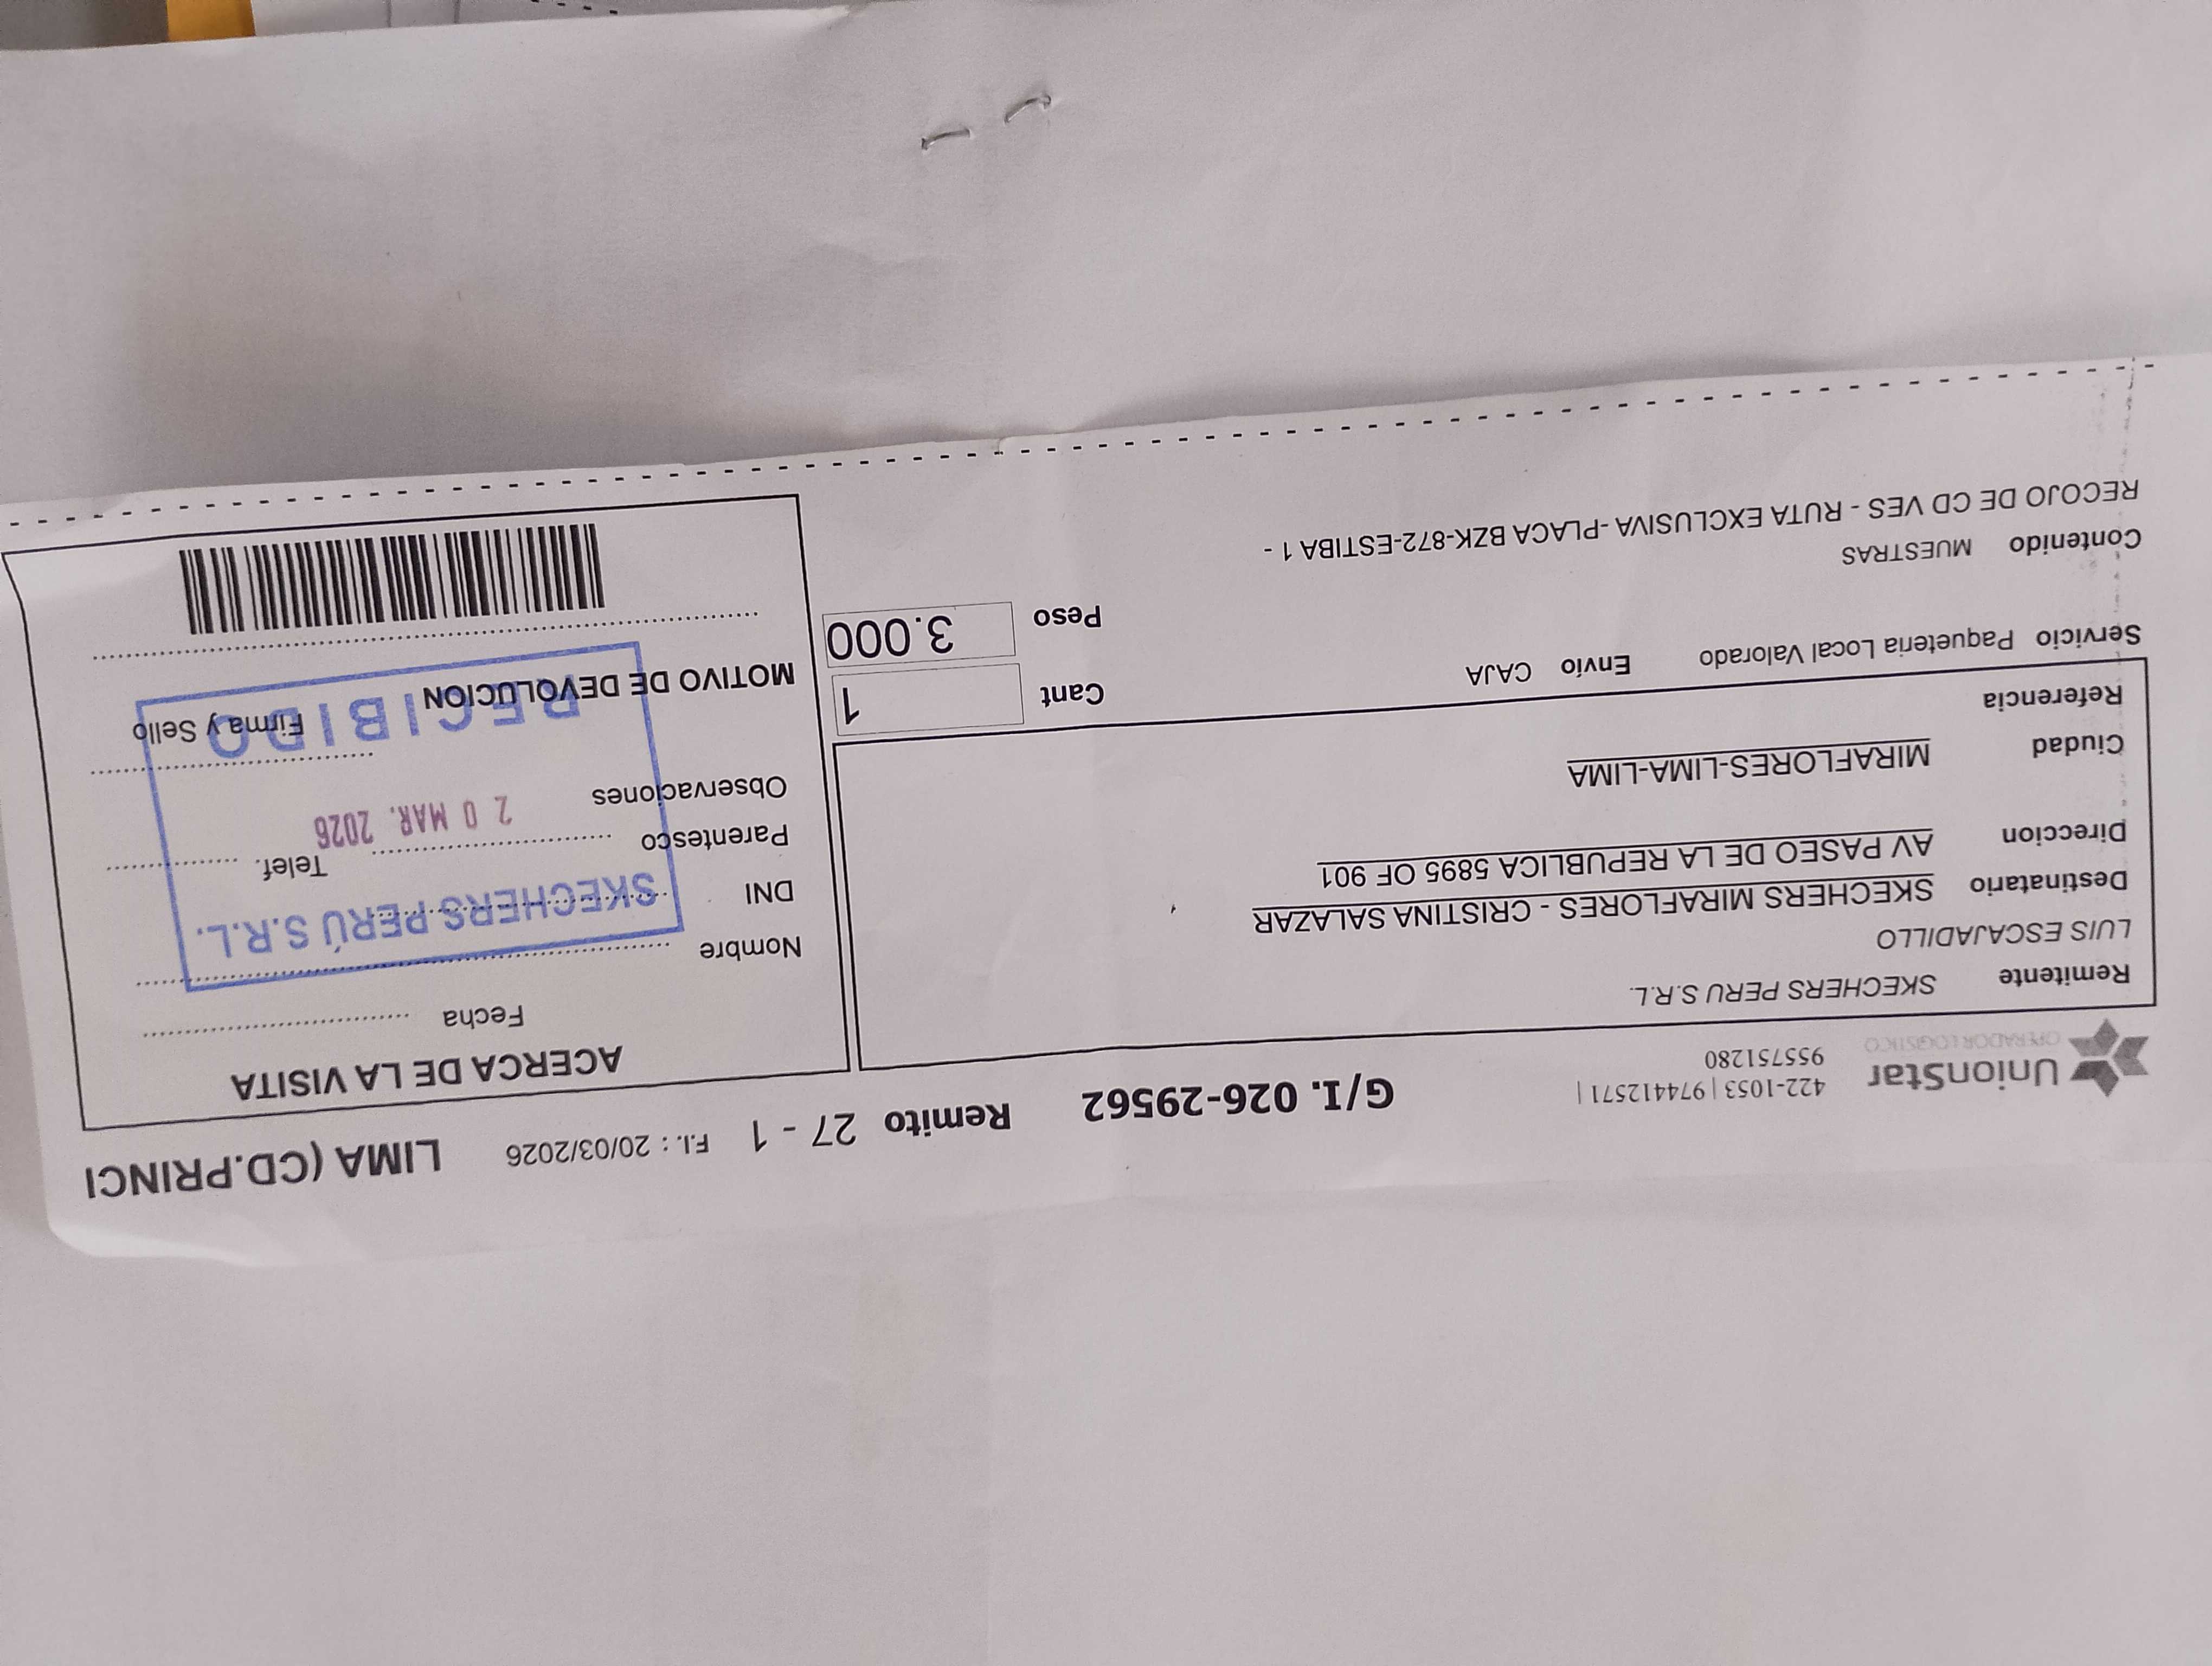 UnionStar
OPERADOR LOGISTICO
422-1053 | 974412571 |
955751280
G/I. 026-29562 Remito 27 - 1 F.I. : 20/03/2026 LIMA (CD.PRINCI
Remitente SKECHERS PERU S.R.L.
LUIS ESCAJADILLO
Destinatario SKECHERS MIRAFLORES - CRISTINA SALAZAR
Direccion AV PASEO DE LA REPUBLICA 5895 OF 901
Ciudad MIRAFLORES-LIMA-LIMA
Referencia
Servicio Paqueteria Local Valorado Envio CAJA
Cant 1
Peso 3.000
Contenido MUESTRAS
RECOJO DE CD VES - RUTA EXCLUSIVA -PLACA BZK-872-ESTIBA 1 -
ACERCA DE LA VISITA
Fecha
Nombre
DNI
Parentesco Telef.
Observaciones
Firma y Sello
MOTIVO DE DEVOLUCION
SKECHERS PERÚ S.R.L.
20 MAR. 2026
RECIBIDO